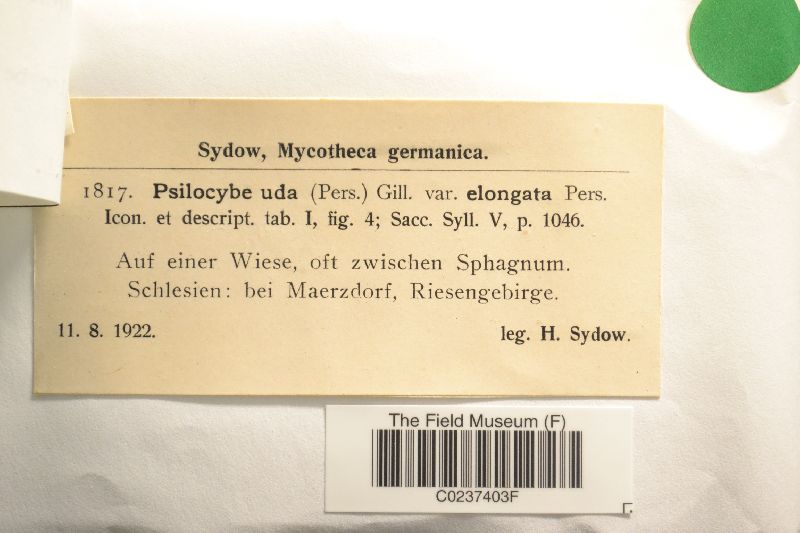 Sydow, Mycotheca germanica.
1817. Psilocybe uda (Pers.) Gill. var. elongata Pers.
Icon. et descript. tab. I, fig. 4; Sacc. Syll. V, p. 1046.
Auf einer Wiese, oft zwischen Sphagnum.
Schlesien: bei Maerzdorf, Riesengebirge.
11. 8. 1922. leg. H. Sydow.
The Field Museum (F)
C0237403F